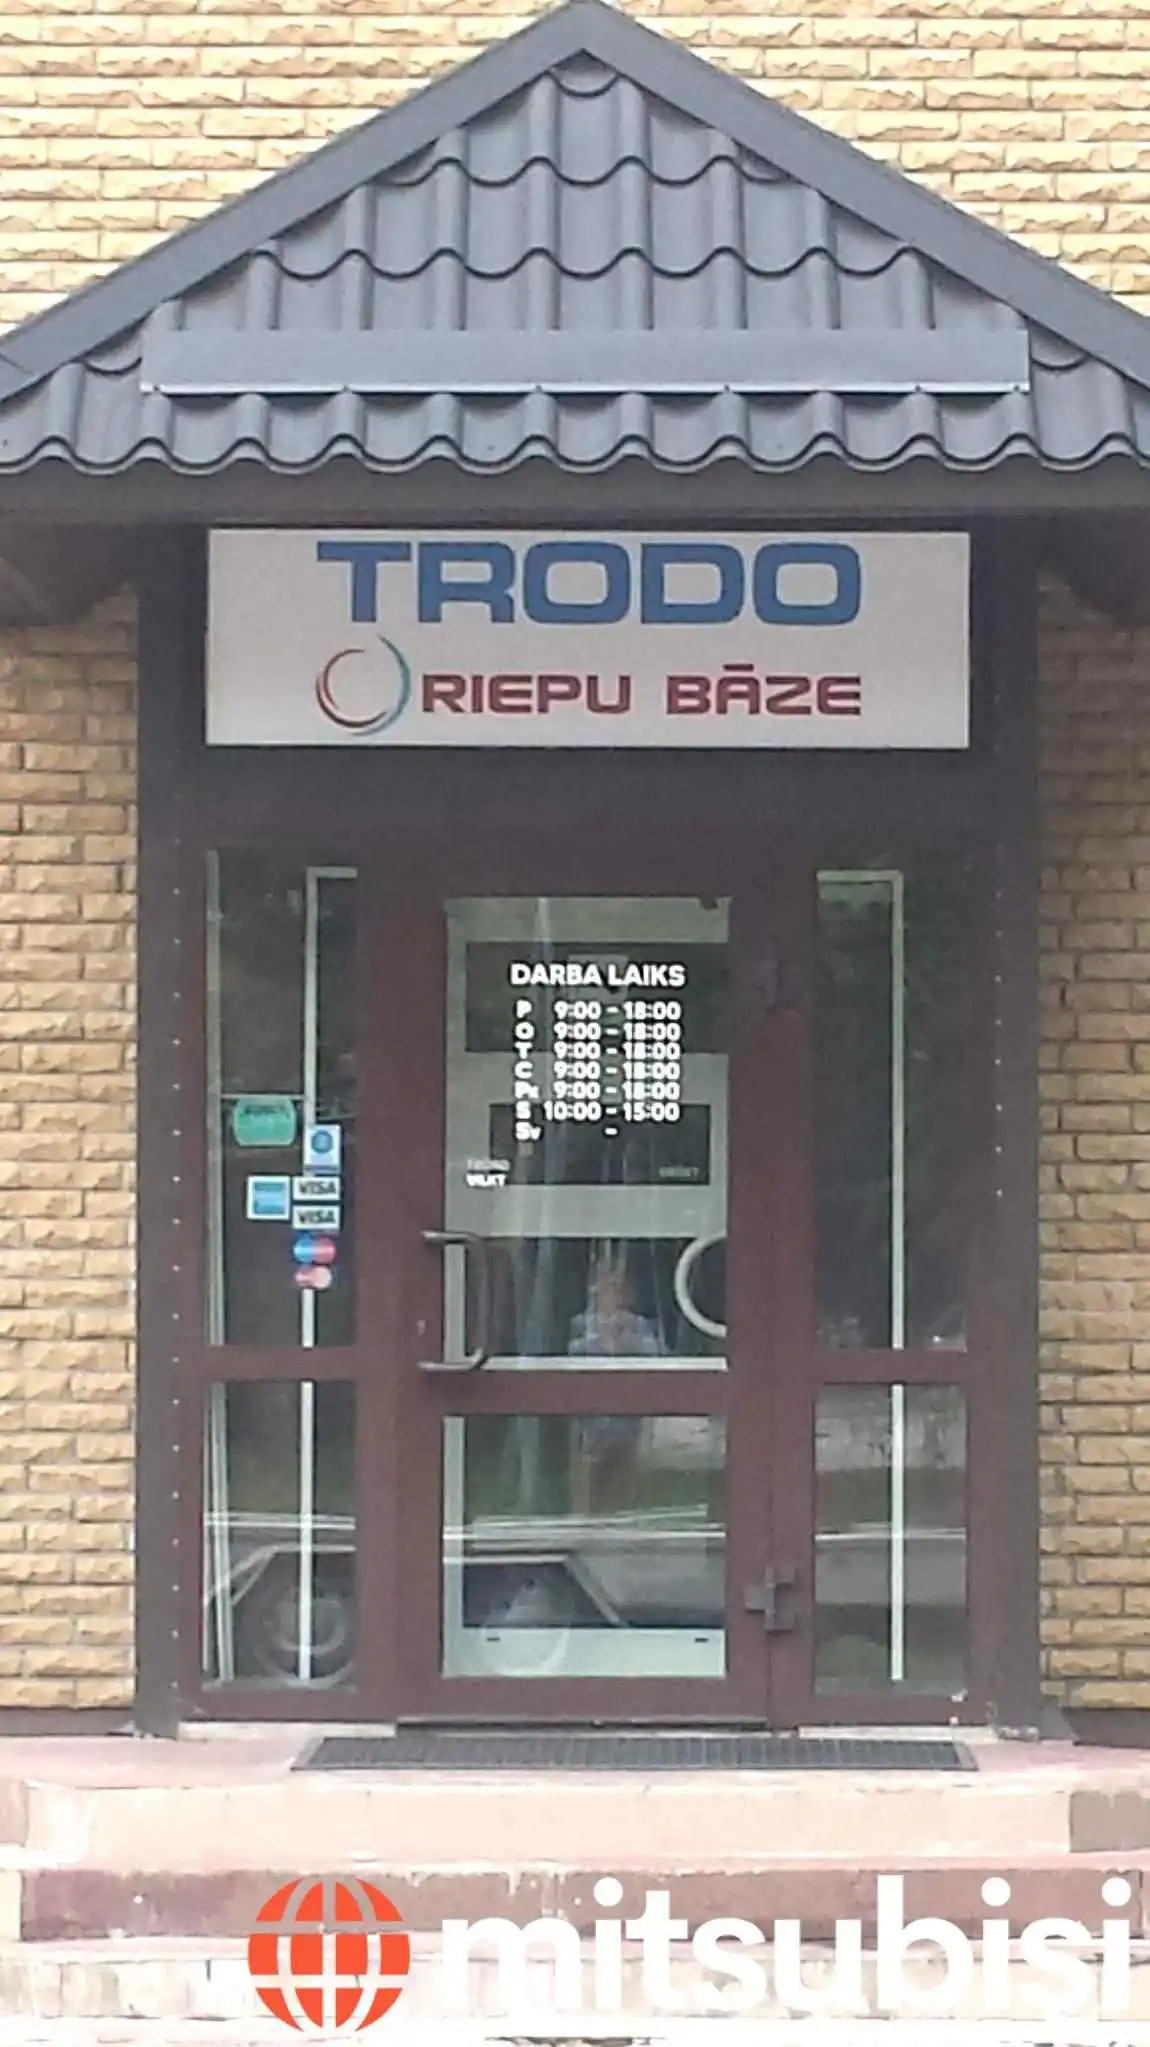 TRODO
RIEPU BĀZE
DARBA LAIKS
P 9:00 - 18:00
O 9:00 - 18:00
T 9:00 - 18:00
C 9:00 - 18:00
Pk 9:00 - 18:00
S 10:00 - 15:00
Sv -
VILKT
VISA
VISA
mitsubisi